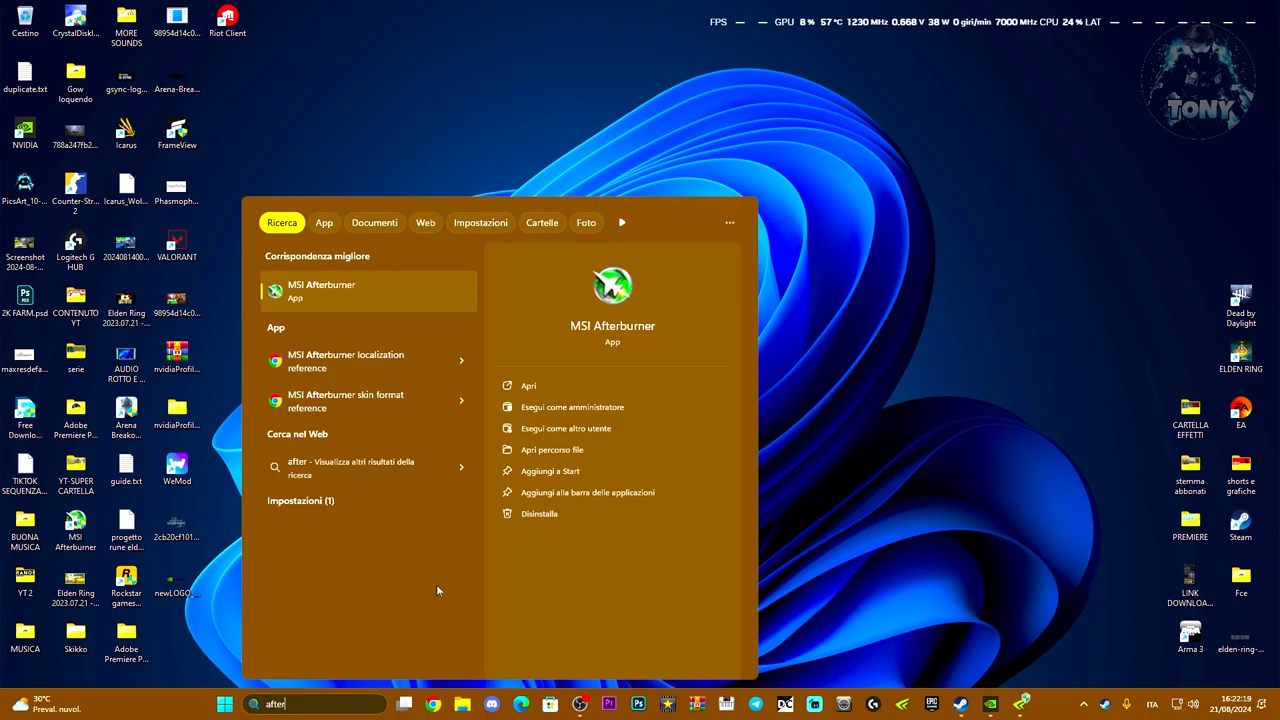 FPS — — GPU 8 % 57 °C 1230 MHz 0.668 V 38 W 0 giri/min 7000 MHz CPU 24 % LAT — — — — — — —
TONY
Cestino
CrystalDiskI...
MORE
SOUNDS
98954d14c0...
Riot Client
duplicate.txt
Gow
loquendo
gsync-log...
Arena-Brea...
NVIDIA
788a247fb2...
Icarus
FrameView
PicsArt_10-...
Counter-Str...
2
Icarus_Wol...
Phasmoph...
Screenshot
2024-08-...
Logitech G
HUB
2024081400...
VALORANT
2K FARM.psd
CONTENUTO
YT
Elden Ring
2023.07.21 -...
98954d14c0...
maxresdefa...
serie
AUDIO
ROTTO E ...
nvidiaProfil...
Free
Downlo...
Adobe
Premiere P...
Arena
Breako...
nvidiaProfil...
TIKTOK
SEQUENZA...
YT-SUPER
CARTELLA
guide.txt
WeMod
BUONA
MUSICA
MSI
Afterburner
progetto
rune eld...
2cb20cf101...
YT 2
Elden Ring
2023.07.21 -...
Rockstar
games...
newLOGO_...
MUSICA
Skikko
Adobe
Premiere P...
Ricerca
App
Documenti
Web
Impostazioni
Cartelle
Foto
Corrispondenza migliore
MSI Afterburner
App
App
MSI Afterburner localization
reference
MSI Afterburner skin format
reference
Cerca nel Web
after - Visualizza altri risultati della
ricerca
Impostazioni (1)
MSI Afterburner
App
Apri
Esegui come amministratore
Esegui come altro utente
Apri percorso file
Aggiungi a Start
Aggiungi alla barra delle applicazioni
Disinstalla
Dead by
Daylight
ELDEN RING
CARTELLA
EFFETTI
EA
stemma
abbonati
shorts e
grafiche
PREMIERE
Steam
LINK
DOWNLOA...
Fce
Arma 3
elden-ring-...
30°C
Preval. nuvol.
after
ITA
16:22:19
21/08/2024